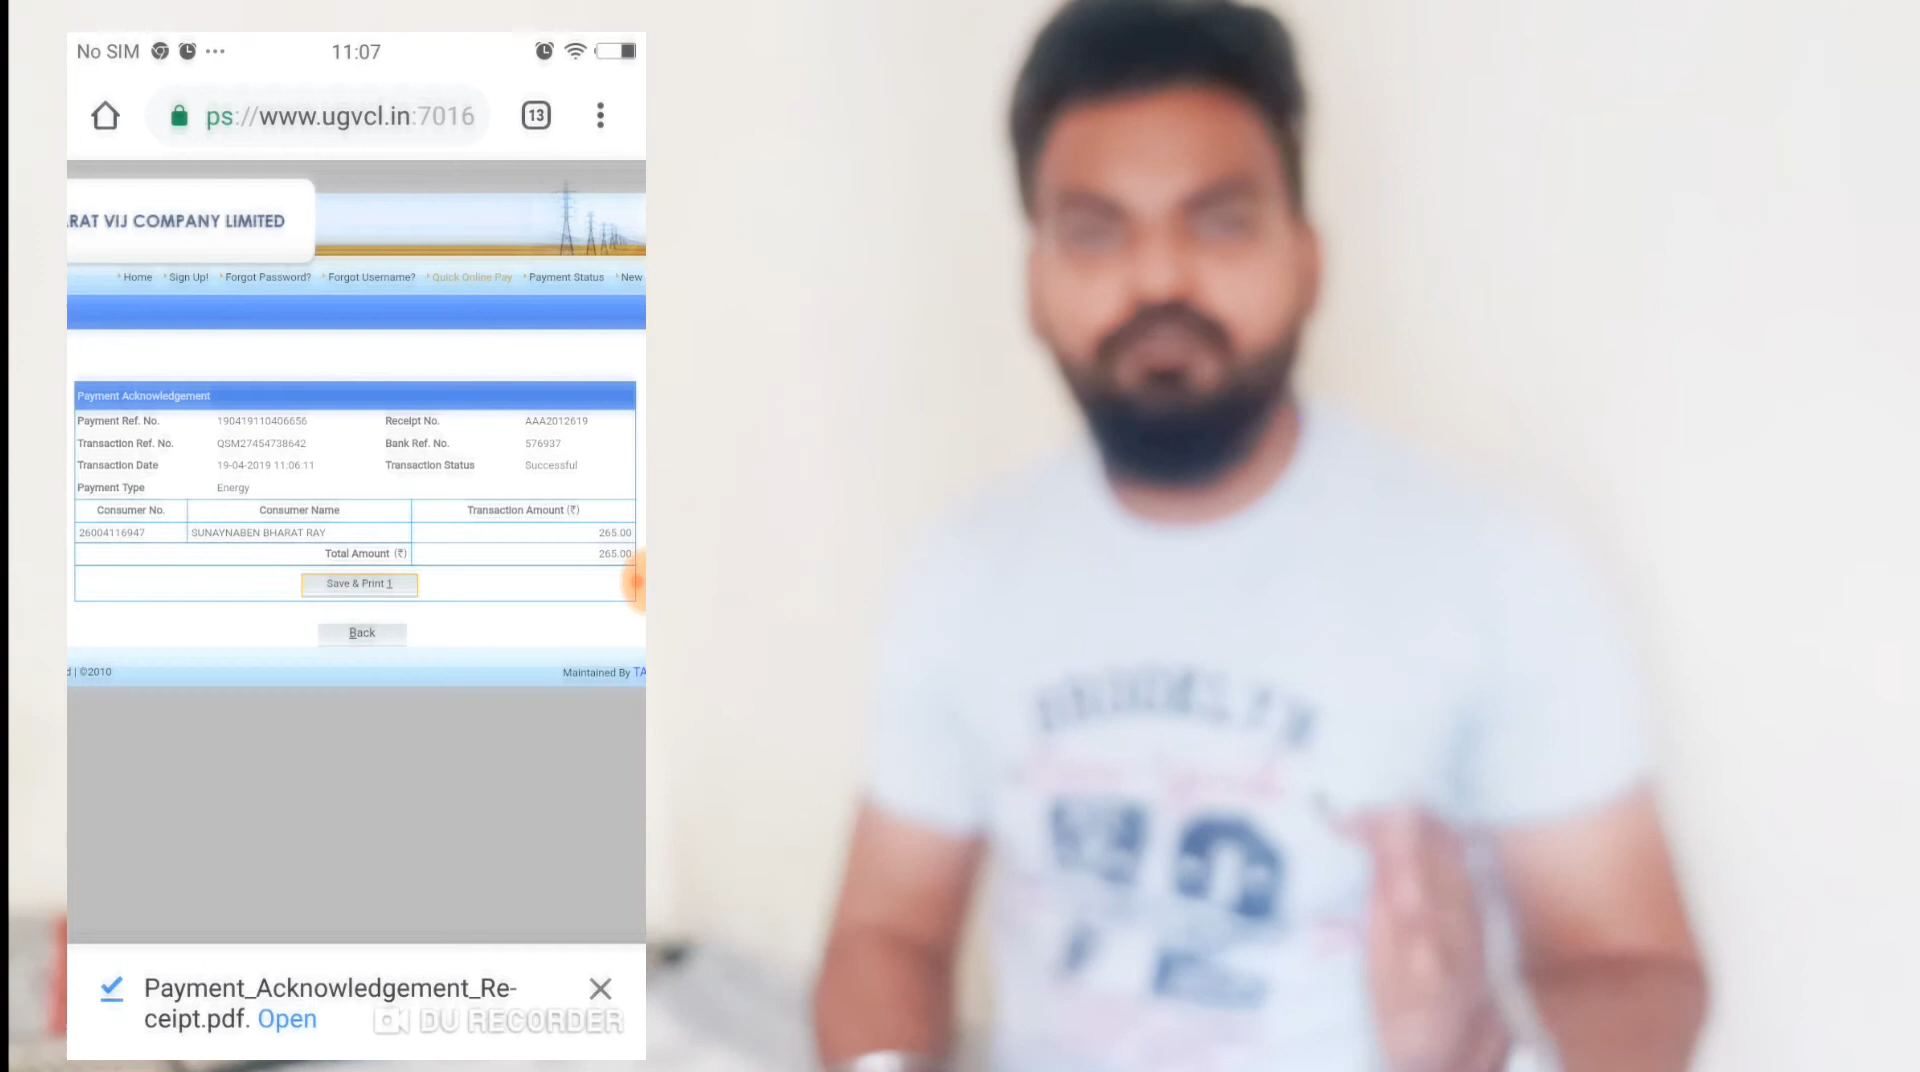 No SIM ... 11:07
ps://www.ugvcl.in:7016 13
RAT VIJ COMPANY LIMITED
Home Sign Up! Forgot Password? Forgot Username? Quick Online Pay Payment Status New
Payment Acknowledgement
Payment Ref. No. 190419110406656 Receipt No. AAA2012619
Transaction Ref. No. QSM27454738642 Bank Ref. No. 576937
Transaction Date 19-04-2019 11:06:11 Transaction Status Successful
Payment Type Energy
Consumer No. Consumer Name Transaction Amount (₹)
26004116947 SUNAYNABEN BHARAT RAY 265.00
Total Amount (₹) 265.00
Save & Print 1
Back
d | ©2010 Maintained By TA
Payment_Acknowledgement_Re-
ceipt.pdf. Open
DU RECORDER
BROOKLYN